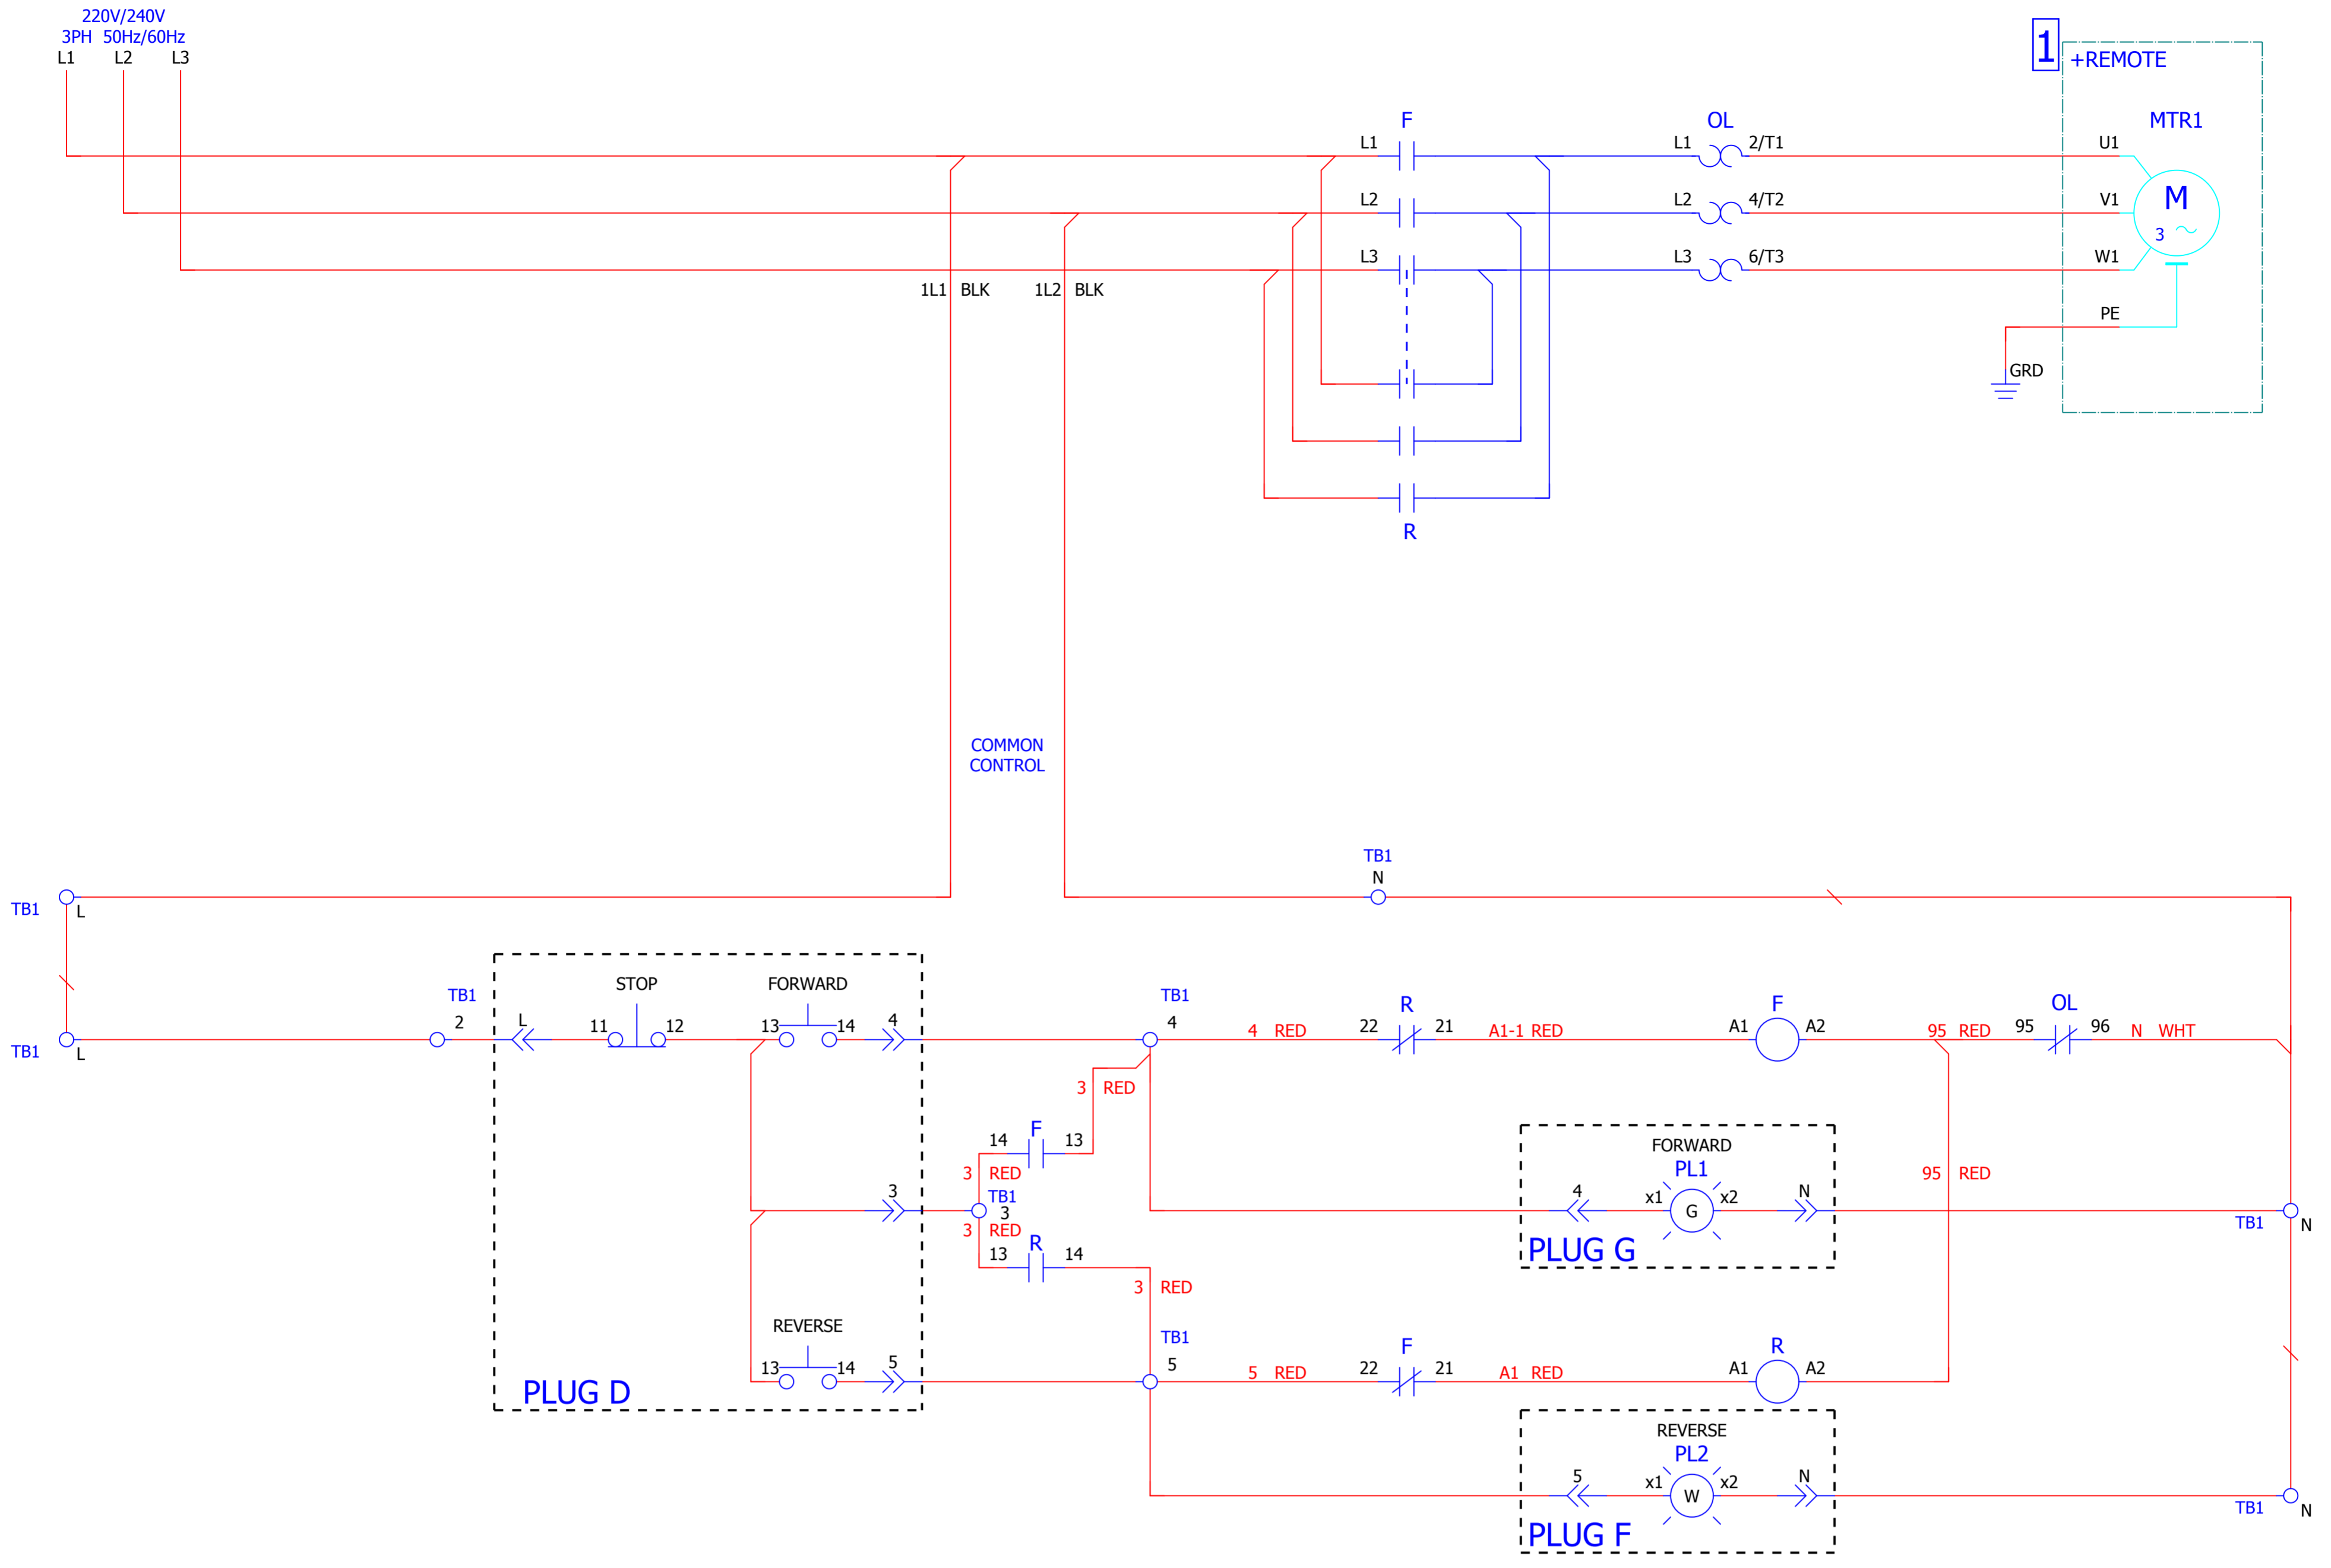 220V/240V
3PH 50Hz/60Hz
L1 L2 L3
1 +REMOTE
F OL MTR1
L1 L1 2/T1 U1
L2 L2 4/T2 V1
M
3
L3 L3 6/T3 W1
1L1 BLK 1L2 BLK
PE
GRD
R
COMMON
CONTROL
TB1
N
TB1 L
STOP FORWARD
TB1 TB1 R F OL
2 L 11 12 13 14 4 4 4 RED 22 21 A1-1 RED A1 A2 95 RED 95 96 N WHT
TB1 L
3 RED
F
14 13
FORWARD
PL1
3 RED 95 RED
3 TB1
3
4 x1 G x2 N
TB1 N
3 RED
R
13 14
PLUG G
3 RED
REVERSE TB1 F R
13 14 5 5 5 RED 22 21 A1 RED A1 A2
PLUG D
REVERSE
PL2
5 x1 W x2 N
TB1 N
PLUG F